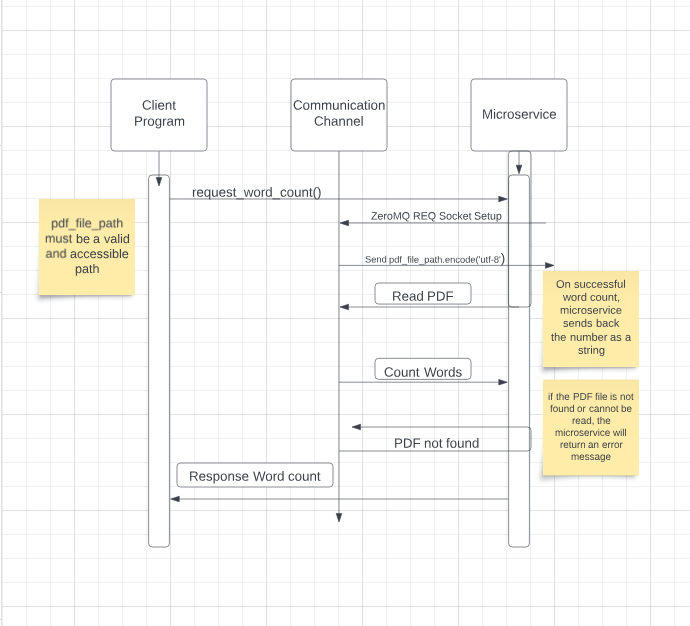 Client
Program
Communication
Channel
Microservice
request_word_count()
pdf_file_path
must be a valid
and accessible
path
ZeroMQ REQ Socket Setup
Send pdf_file_path.encode('utf-8')
Read PDF
On successful
word count,
microservice
sends back
the number as a
string
Count Words
if the PDF file is not
found or cannot be
read, the
microservice will
return an error
message
PDF not found
Response Word count